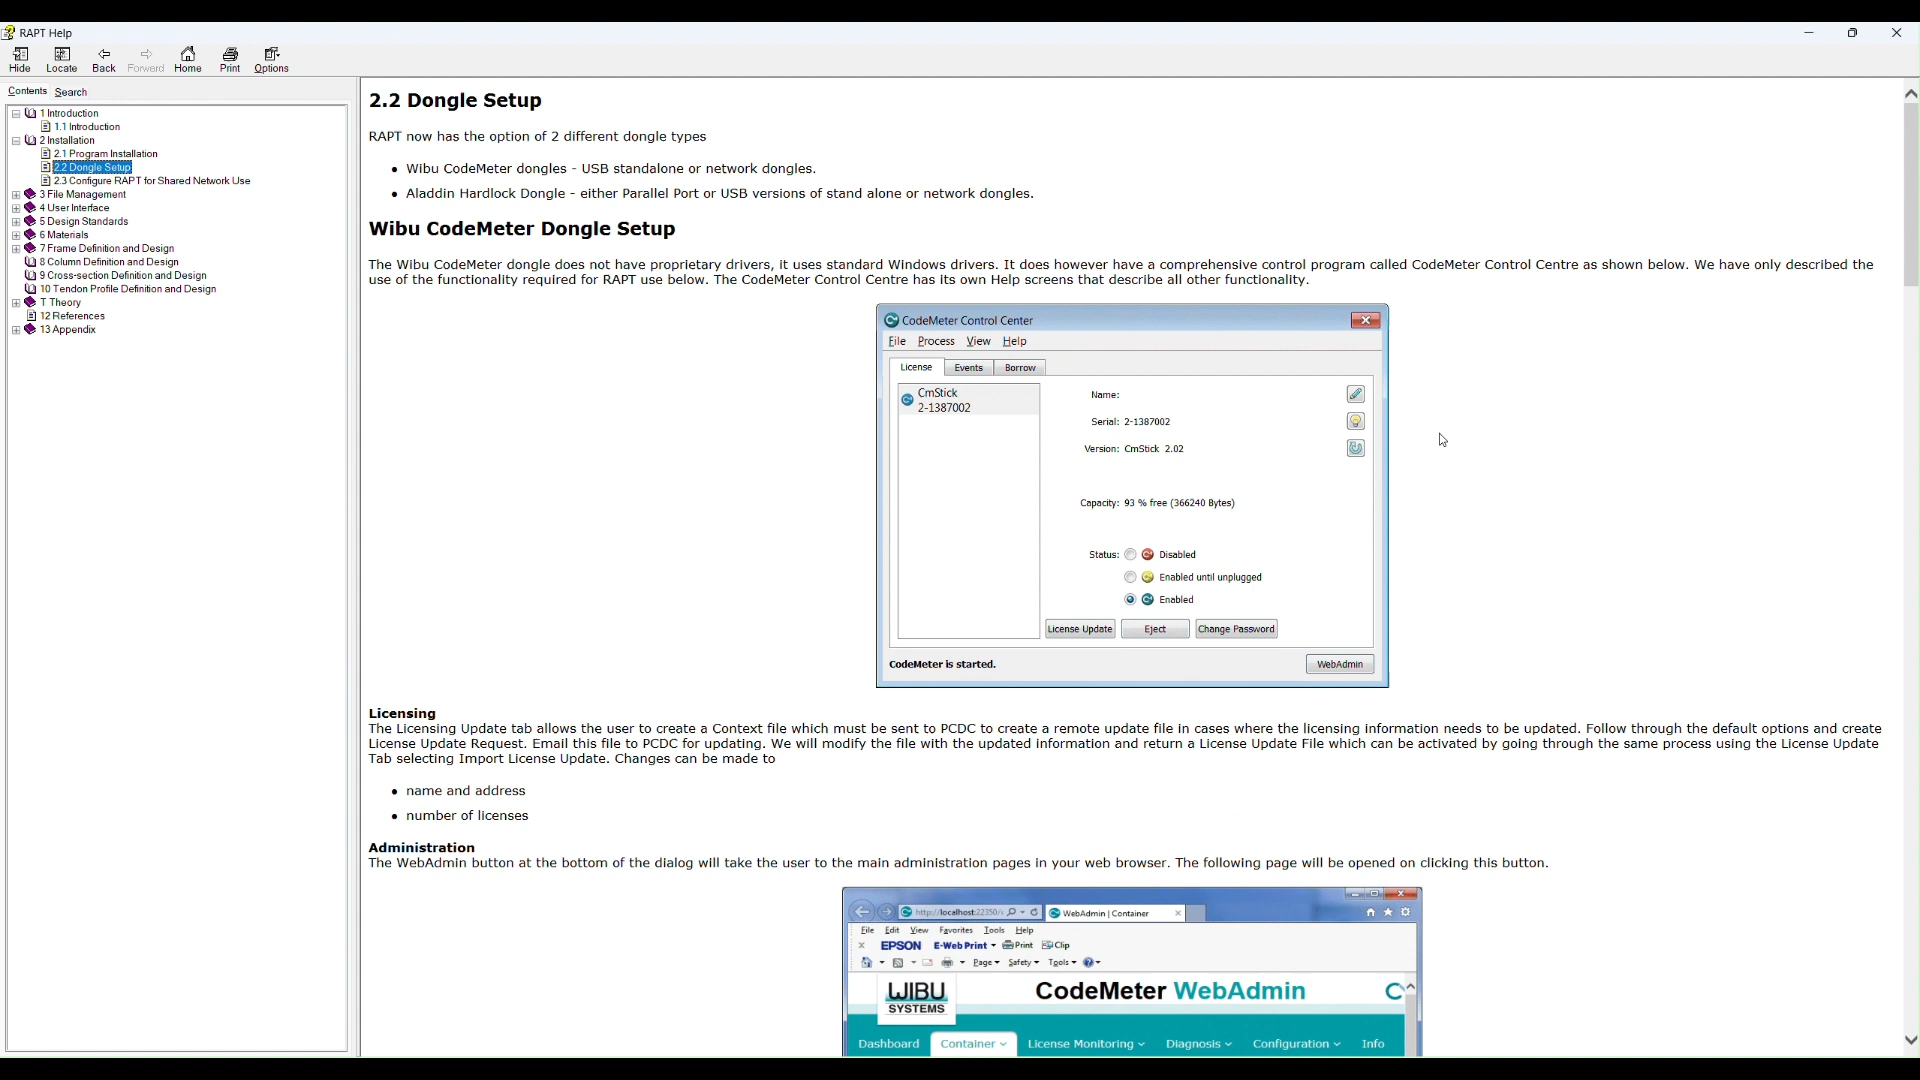 RAPT Help
Hide Locate Back Forward Home Print Options
Contents Search
1 Introduction
1.1 Introduction
2 Installation
2.1 Program Installation
2.2 Dongle Setup
2.3 Configure RAPT for Shared Network Use
3 File Management
4 User Interface
5 Design Standards
6 Materials
7 Frame Definition and Design
8 Column Definition and Design
9 Cross-section Definition and Design
10 Tendon Profile Definition and Design
T Theory
12 References
13 Appendix
2.2 Dongle Setup
RAPT now has the option of 2 different dongle types
• Wibu CodeMeter dongles - USB standalone or network dongles.
• Aladdin Hardlock Dongle - either Parallel Port or USB versions of stand alone or network dongles.
Wibu CodeMeter Dongle Setup
The Wibu CodeMeter dongle does not have proprietary drivers, it uses standard Windows drivers. It does however have a comprehensive control program called CodeMeter Control Centre as shown below. We have only described the
use of the functionality required for RAPT use below. The CodeMeter Control Centre has its own Help screens that describe all other functionality.
CodeMeter Control Center
File Process View Help
License Events Borrow
CmStick
2-1387002
Name:
Serial: 2-1387002
Version: CmStick 2.02
Capacity: 93 % free (366240 Bytes)
Status: Disabled
Enabled until unplugged
Enabled
License Update Eject Change Password
CodeMeter is started. WebAdmin
Licensing
The Licensing Update tab allows the user to create a Context file which must be sent to PCDC to create a remote update file in cases where the licensing information needs to be updated. Follow through the default options and create
License Update Request. Email this file to PCDC for updating. We will modify the file with the updated information and return a License Update File which can be activated by going through the same process using the License Update
Tab selecting Import License Update. Changes can be made to
• name and address
• number of licenses
Administration
The WebAdmin button at the bottom of the dialog will take the user to the main administration pages in your web browser. The following page will be opened on clicking this button.
http://localhost:22350/ WebAdmin | Container
File Edit View Favorites Tools Help
EPSON E-Web Print Print Clip
Page Safety Tools
WIBU
SYSTEMS
CodeMeter WebAdmin
Dashboard Container License Monitoring Diagnosis Configuration Info